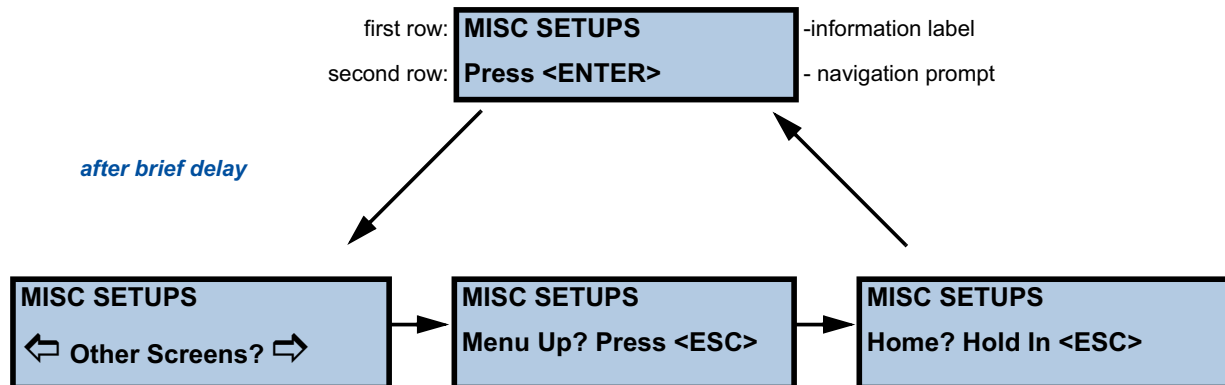 first row: MISC SETUPS -information label
second row: Press <ENTER> - navigation prompt
after brief delay
MISC SETUPS
⇦ Other Screens? ⇨
MISC SETUPS
Menu Up? Press <ESC>
MISC SETUPS
Home? Hold In <ESC>